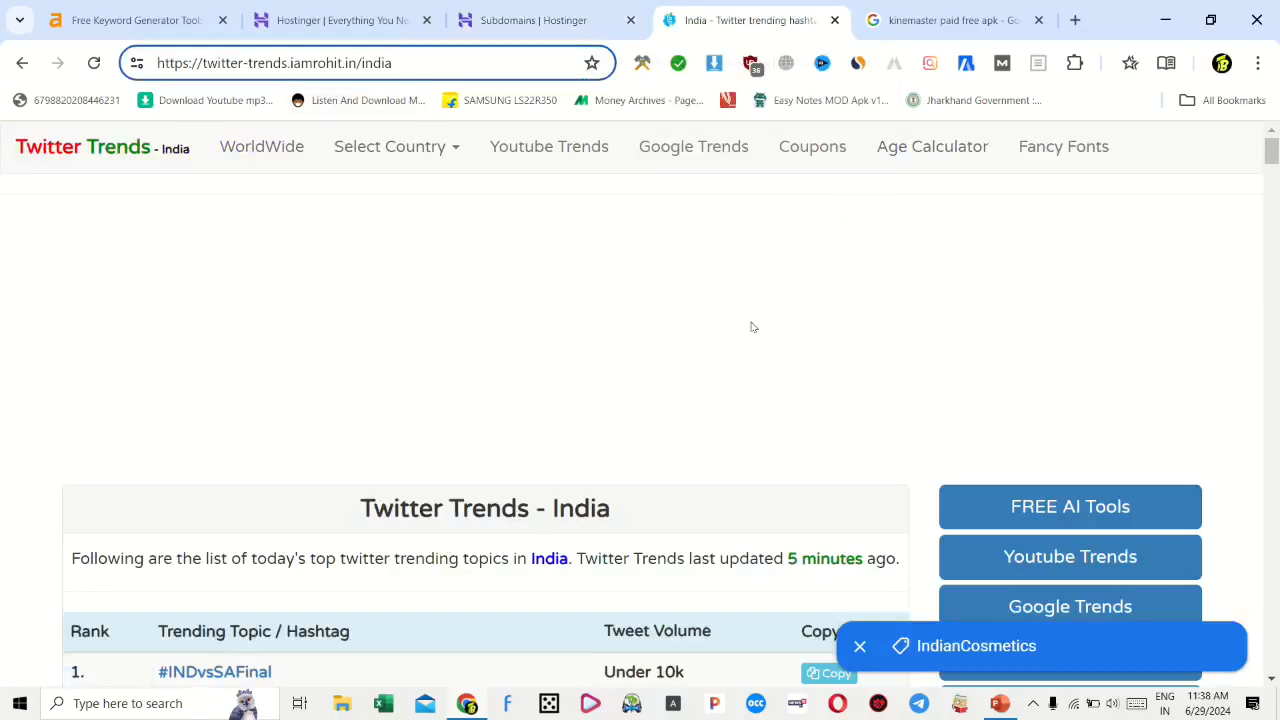 Free Keyword Generator Tool:
Hostinger | Everything You Ne
Subdomains | Hostinger
India - Twitter trending hasht
kinemaster paid free apk - Go
https://twitter-trends.iamrohit.in/india
36
67986 0208446231
Download Youtube mp3...
Listen And Download M...
SAMSUNG LS22R350
Money Archives - Page...
Easy Notes MOD Apk v1...
Jharkhand Government :...
All Bookmarks
Twitter Trends - India
WorldWide
Select Country
Youtube Trends
Google Trends
Coupons
Age Calculator
Fancy Fonts
Twitter Trends - India
Following are the list of today's top twitter trending topics in India. Twitter Trends last updated 5 minutes ago.
Rank Trending Topic / Hashtag Tweet Volume Copy
1. #INDvsSAFinal Under 10k Copy
FREE AI Tools
Youtube Trends
Google Trends
IndianCosmetics
Type here to search
ENG
IN
11:38 AM
6/29/2024